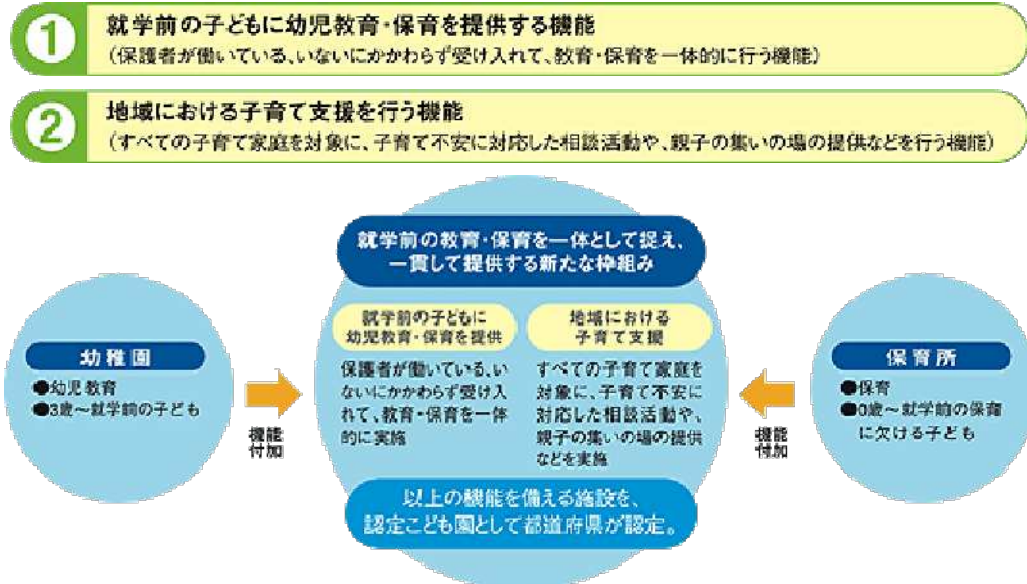 1
就学前の子どもに幼児教育・保育を提供する機能
(保護者が働いている、いないにかかわらず受け入れて、教育・保育を一体的に行う機能)
2
地域における子育て支援を行う機能
(すべての子育て家庭を対象に、子育て不安に対応した相談活動や、親子の集いの場の提供などを行う機能)
就学前の教育・保育を一体として捉え、
一貫して提供する新たな枠組み
幼稚園
●幼児教育
●3歳～就学前の子ども
機能
付加
就学前の子どもに
幼児教育・保育を提供
保護者が働いている、い
ないにかかわらず受け入
れて、教育・保育を一体
的に実施
地域における
子育て支援
すべての子育て家庭を
対象に、子育て不安に
対応した相談活動や、
親子の集いの場の提供
などを実施
機能
付加
保育所
●保育
●0歳～就学前の保育
に欠ける子ども
以上の機能を備える施設を、
認定こども園として都道府県が認定。